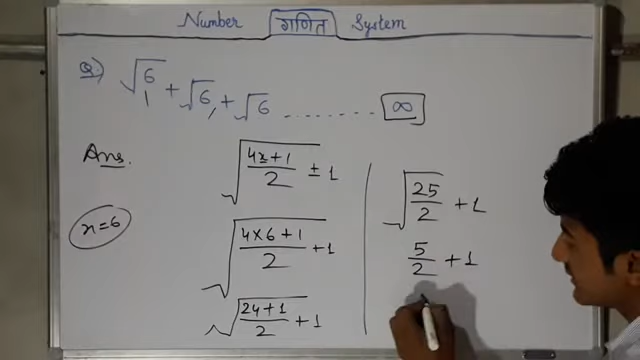 Number गणित System
Q.) √6 + √6 + √6 ........ ∞
Ans.
√(4x+1)/2 ± 1
n=6
√(4×6+1)/2 + 1
√(24+1)/2 + 1
√25/2 + 1
5/2 + 1